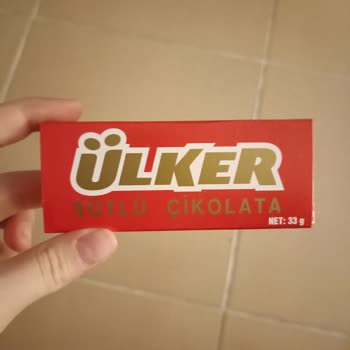 ÜLKER
SÜTLÜ ÇİKOLATA
NET: 33 g